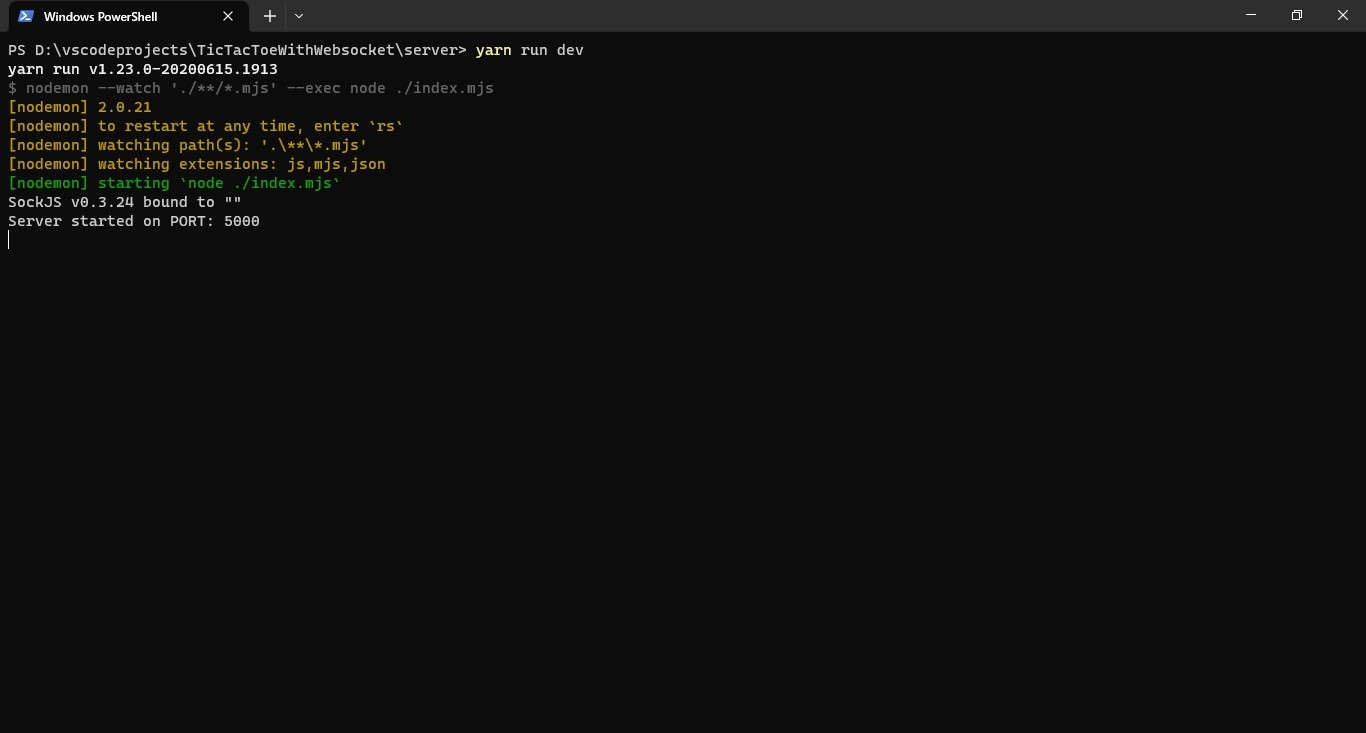 Windows PowerShell
PS D:\vscodeprojects\TicTacToeWithWebsocket\server> yarn run dev
yarn run v1.23.0-20200615.1913
$ nodemon --watch './**/*.mjs' --exec node ./index.mjs
[nodemon] 2.0.21
[nodemon] to restart at any time, enter `rs`
[nodemon] watching path(s): '.\**\*.mjs'
[nodemon] watching extensions: js,mjs,json
[nodemon] starting `node ./index.mjs`
SockJS v0.3.24 bound to ""
Server started on PORT: 5000